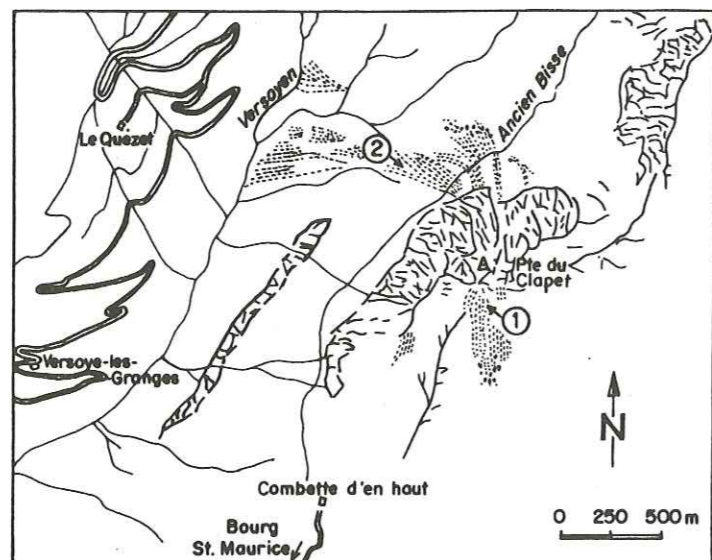 Le Quézet
Versoyen
Ancien Bisse
2
A
Pte du
Clapet
1
Versoye-les-
Granges
Combette d'en haut
Bourg
St. Maurice
N
0 250 500 m